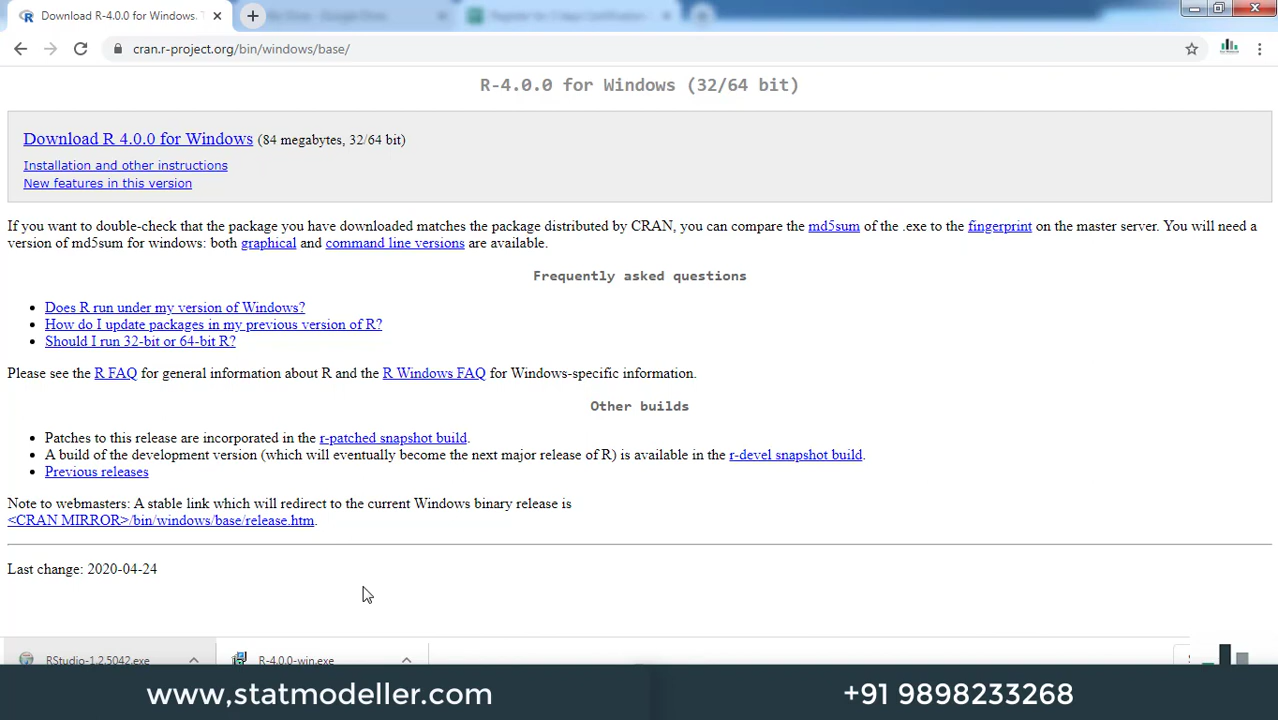 Download R-4.0.0 for Windows. T
cran.r-project.org/bin/windows/base/
R-4.0.0 for Windows (32/64 bit)
Download R 4.0.0 for Windows (84 megabytes, 32/64 bit)
Installation and other instructions
New features in this version
If you want to double-check that the package you have downloaded matches the package distributed by CRAN, you can compare the md5sum of the .exe to the fingerprint on the master server. You will need a
version of md5sum for windows: both graphical and command line versions are available.
Frequently asked questions
• Does R run under my version of Windows?
• How do I update packages in my previous version of R?
• Should I run 32-bit or 64-bit R?
Please see the R FAQ for general information about R and the R Windows FAQ for Windows-specific information.
Other builds
• Patches to this release are incorporated in the r-patched snapshot build.
• A build of the development version (which will eventually become the next major release of R) is available in the r-devel snapshot build.
• Previous releases
Note to webmasters: A stable link which will redirect to the current Windows binary release is
<CRAN MIRROR>/bin/windows/base/release.htm.
Last change: 2020-04-24
RStudio-1.2.5042.exe
R-4.0.0-win.exe
www,statmodeller.com
+91 9898233268